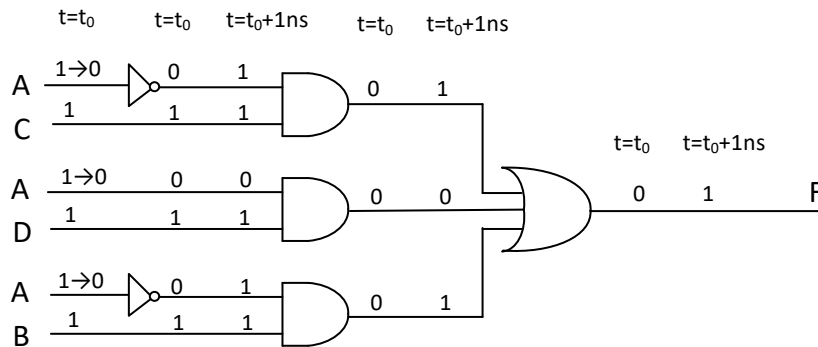 t=t₀ t=t₀ t=t₀+1ns t=t₀ t=t₀+1ns
A 1→0 0 1
0 1
C 1 1 1
t=t₀ t=t₀+1ns
A 1→0 0 0
0 0 0 1 F
D 1 1 1
A 1→0 0 1
0 1
B 1 1 1